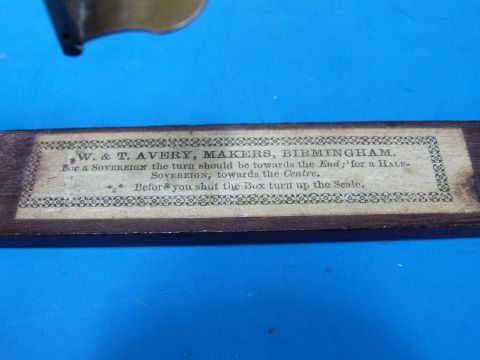 W. & T. AVERY, MAKERS, BIRMINGHAM.
For a SOVEREIGN the turn should be towards the End; for a HALF-
SOVEREIGN, towards the Centre.
Before you shut the Box turn up the Scale.